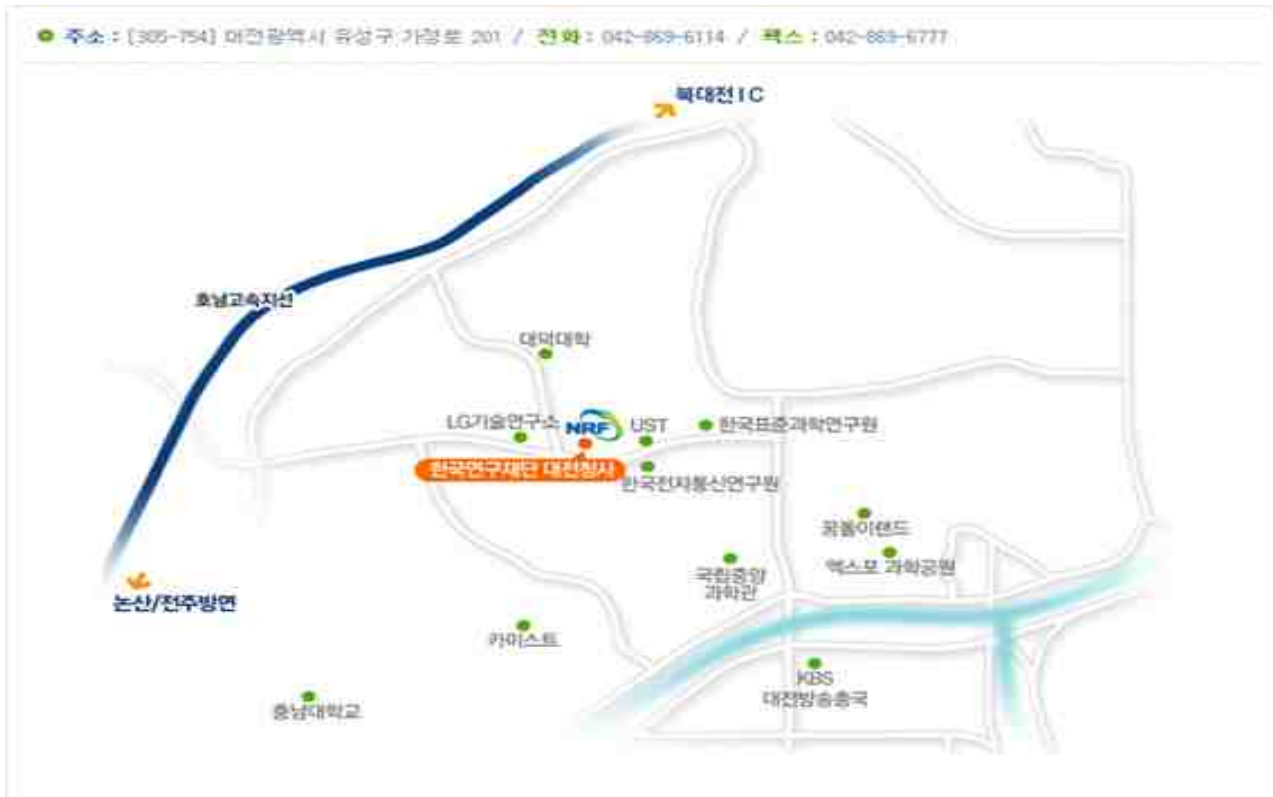 주소 : [305-754] 대전광역시 유성구 가정로 201 / 전화 : 042-869-6114 / 팩스 : 042-869-6777
북대전IC
호남고속지선
대덕대학
LG기술연구소
NRF
UST
한국표준과학연구원
한국연구재단 대전청사
한국전자통신연구원
꿈돌이랜드
엑스포 과학공원
국립중앙
과학관
논산/전주방면
카이스트
KBS
대전방송총국
충남대학교